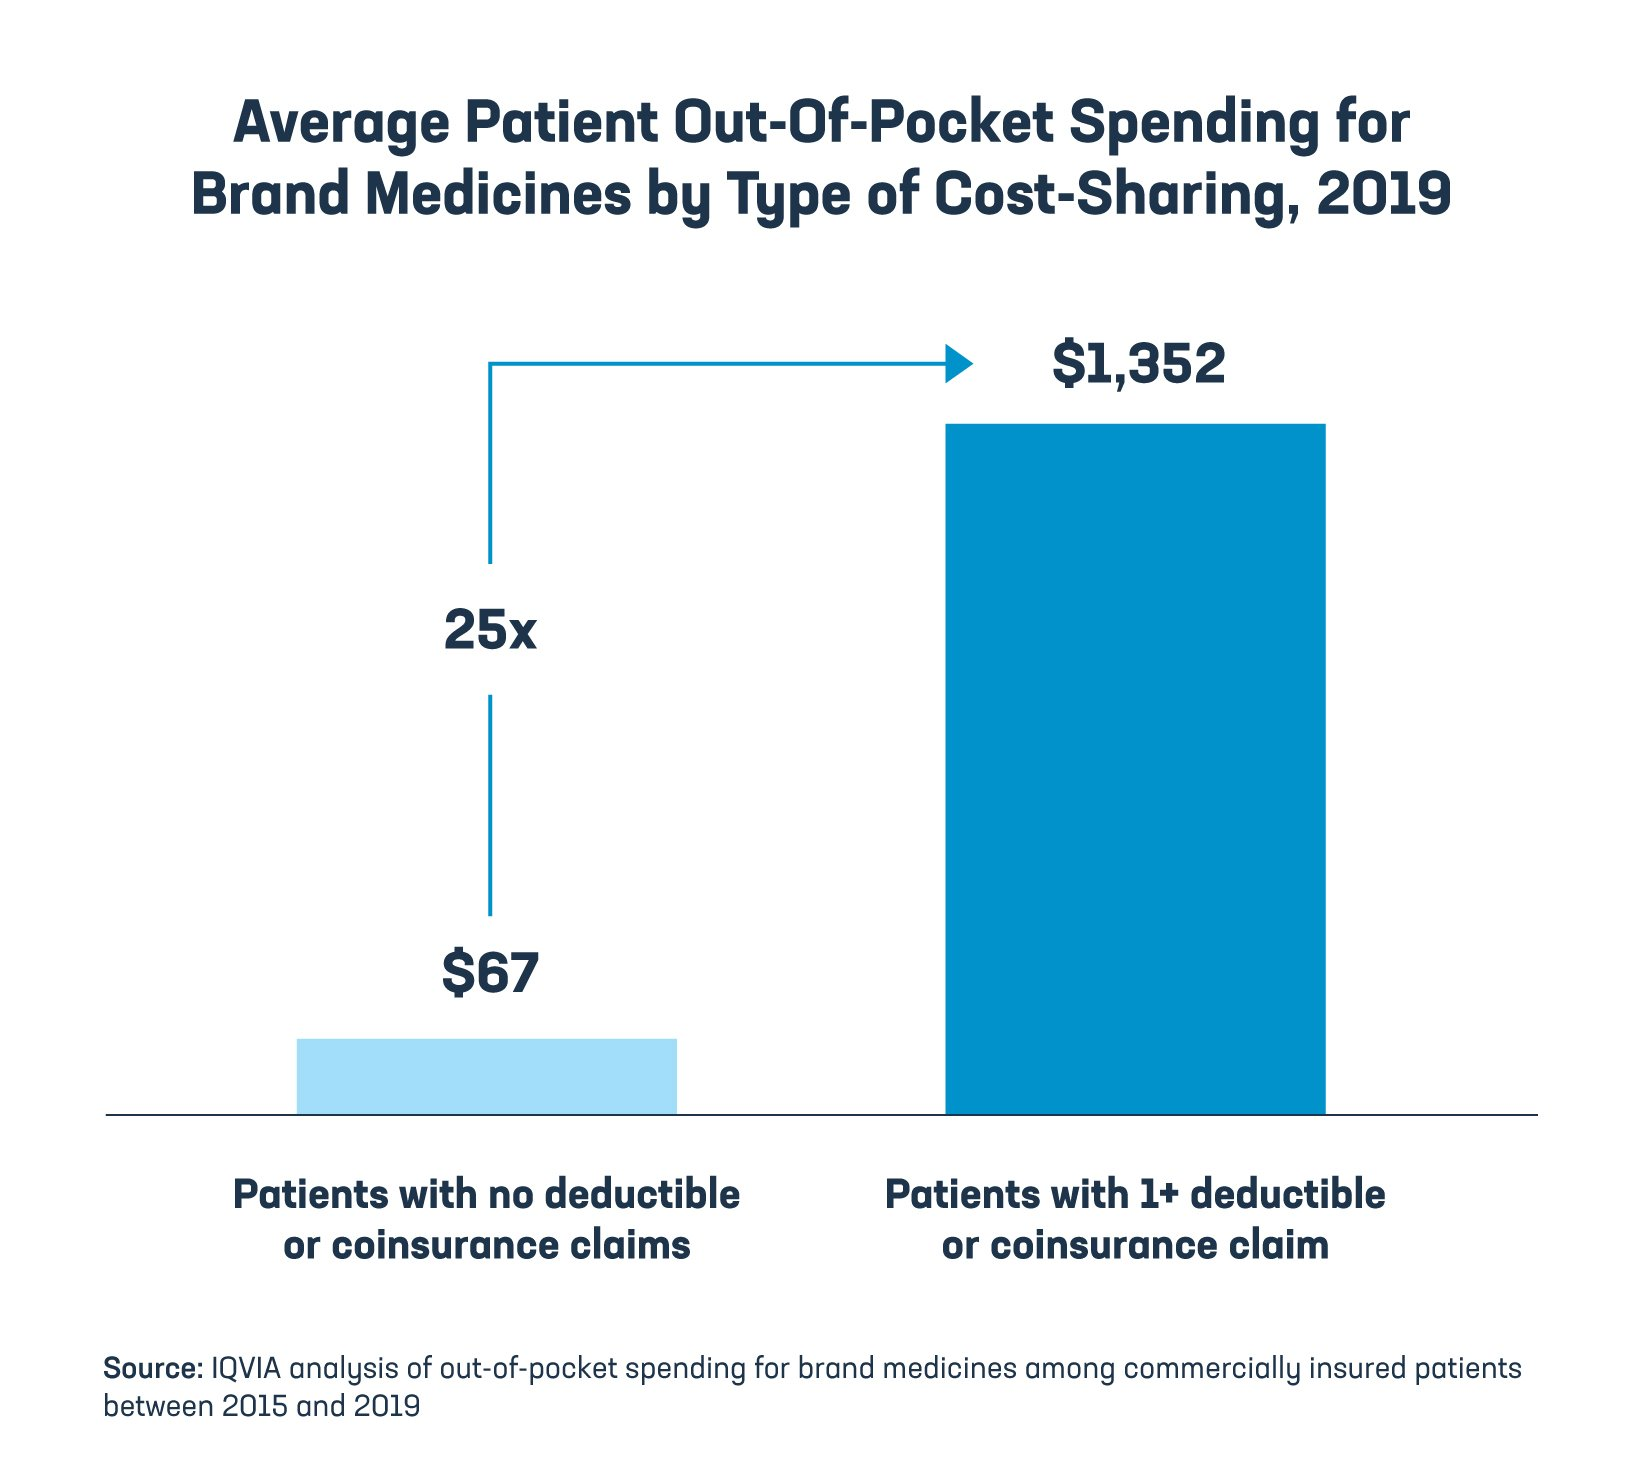 Average Patient Out-Of-Pocket Spending for
Brand Medicines by Type of Cost-Sharing, 2019
$1,352
25x
$67
Patients with no deductible
or coinsurance claims
Patients with 1+ deductible
or coinsurance claim
Source: IQVIA analysis of out-of-pocket spending for brand medicines among commercially insured patients
between 2015 and 2019